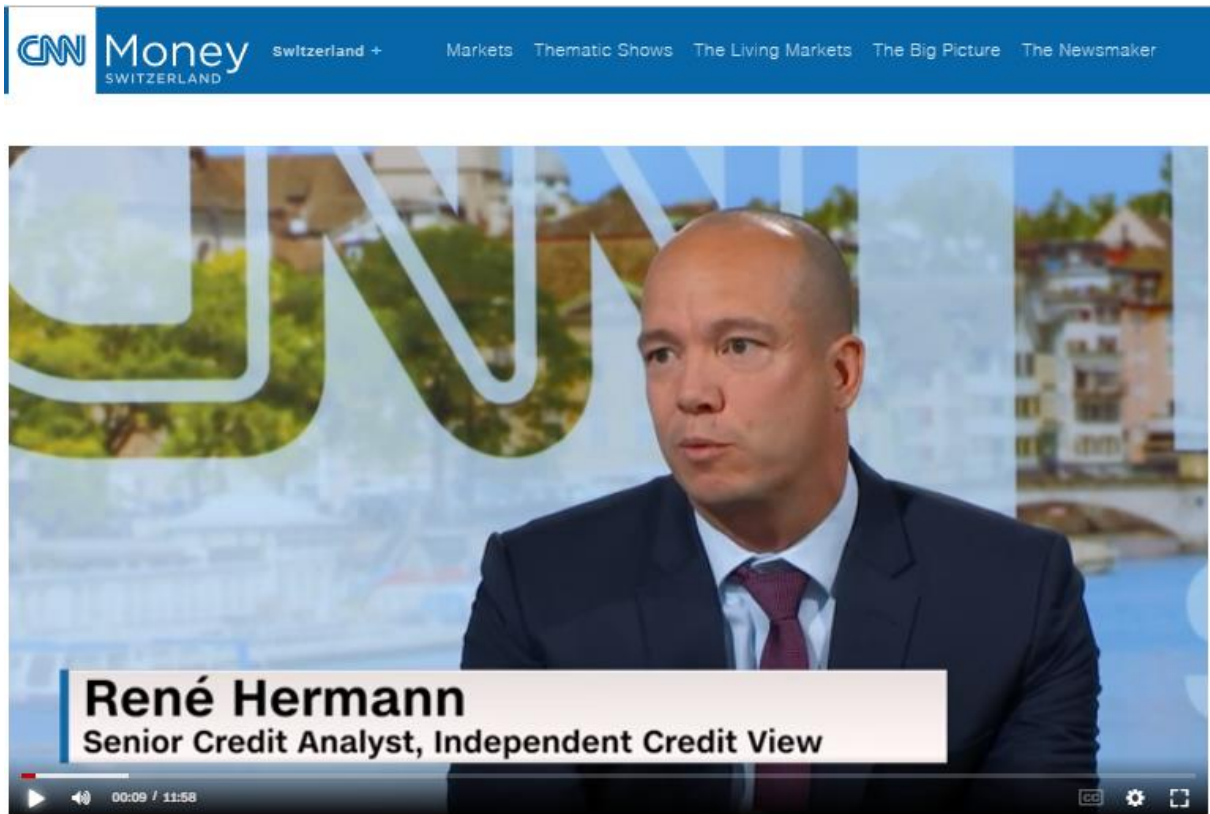 CNN Money Switzerland + Markets Thematic Shows The Living Markets The Big Picture The Newsmaker
SWITZERLAND
CNN
René Hermann
Senior Credit Analyst, Independent Credit View
00:09 / 11:58
CC